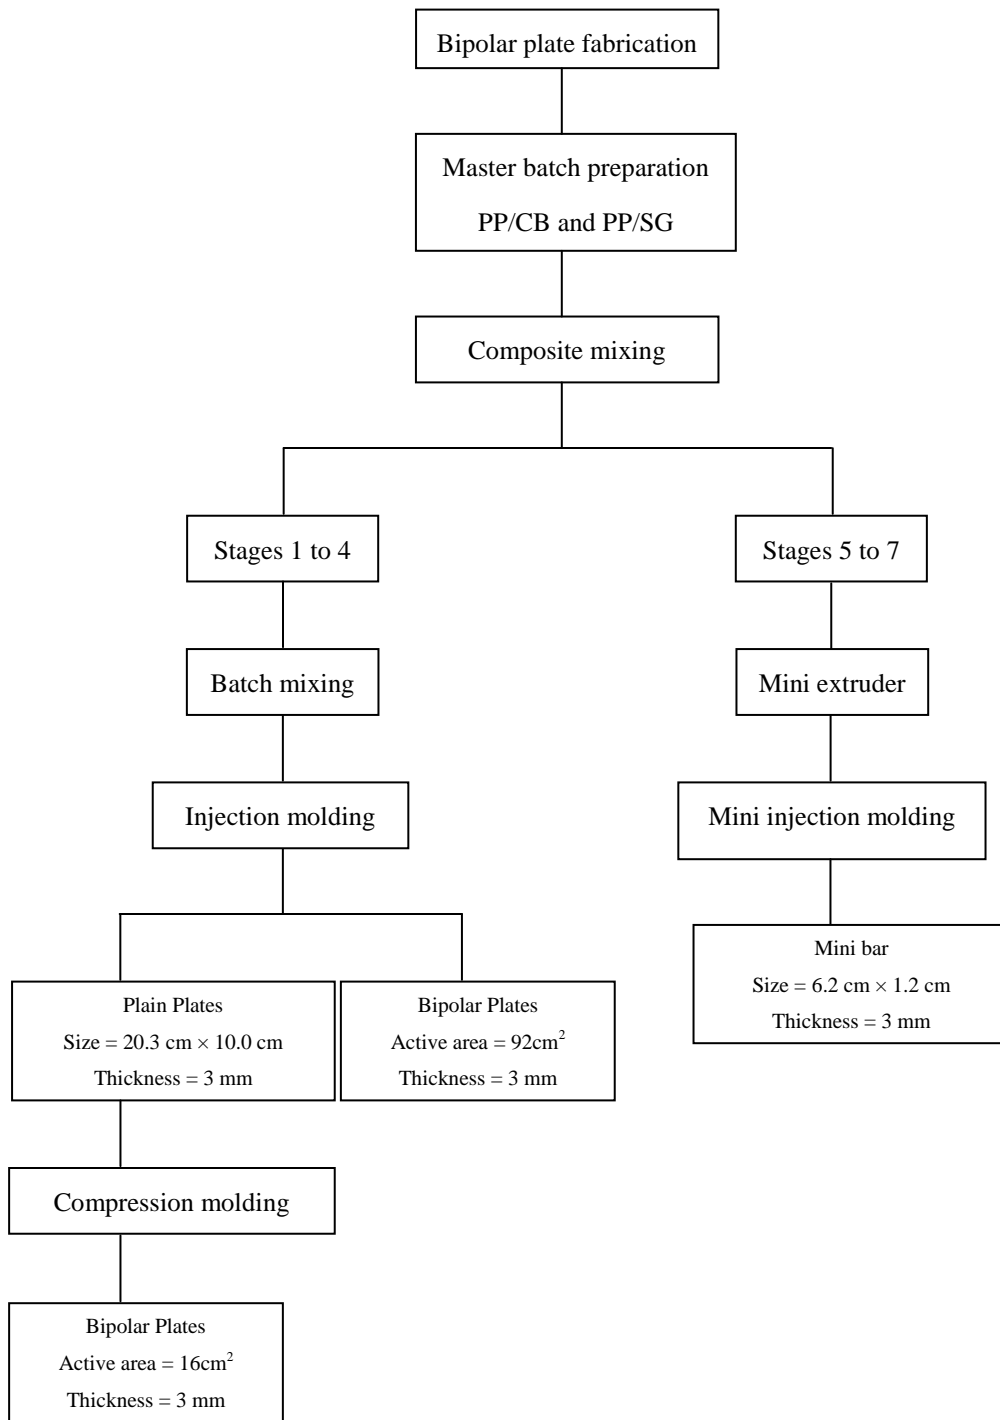 Bipolar plate fabrication
Master batch preparation
PP/CB and PP/SG
Composite mixing
Stages 1 to 4
Stages 5 to 7
Batch mixing
Mini extruder
Injection molding
Mini injection molding
Plain Plates
Size = 20.3 cm × 10.0 cm
Thickness = 3 mm
Bipolar Plates
Active area = 92cm²
Thickness = 3 mm
Mini bar
Size = 6.2 cm × 1.2 cm
Thickness = 3 mm
Compression molding
Bipolar Plates
Active area = 16cm²
Thickness = 3 mm